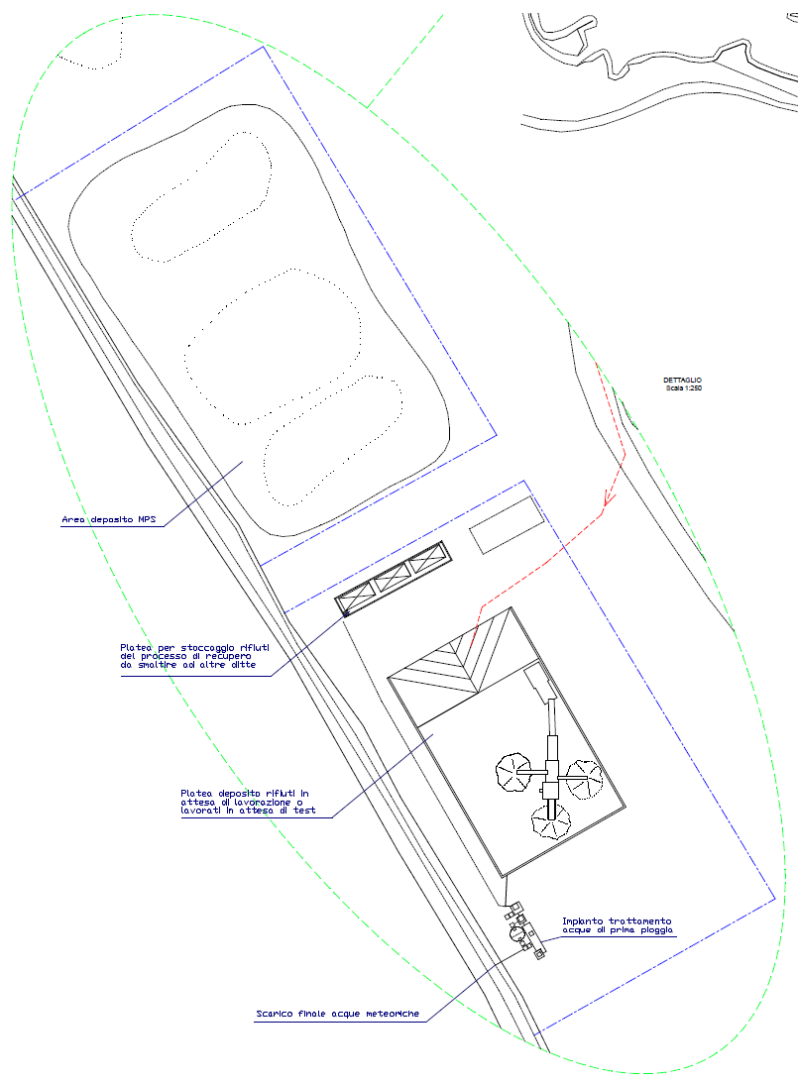 DETTAGLIO
Scala 1:250
Area deposito MPS
Platea per stoccaggio rifiuti
del processo di recupero
da smaltire ad altre ditte
Platea deposito rifiuti in
attesa di lavorazione o
lavorati in attesa di test
Impianto trattamento
acque di prima pioggia
Scarico finale acque meteoriche